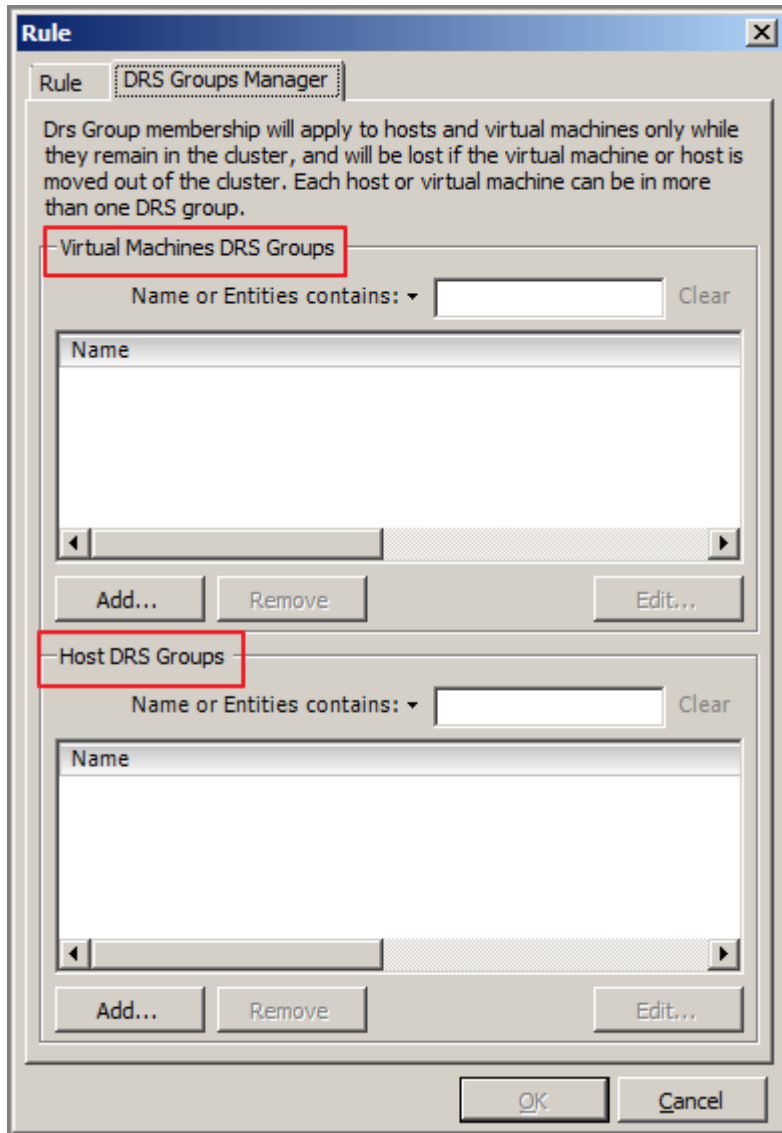 Rule
Rule
DRS Groups Manager
Drs Group membership will apply to hosts and virtual machines only while
they remain in the cluster, and will be lost if the virtual machine or host is
moved out of the cluster. Each host or virtual machine can be in more
than one DRS group.
Virtual Machines DRS Groups
Name or Entities contains: Clear
Name
Add... Remove Edit...
Host DRS Groups
Name or Entities contains: Clear
Name
Add... Remove Edit...
OK Cancel